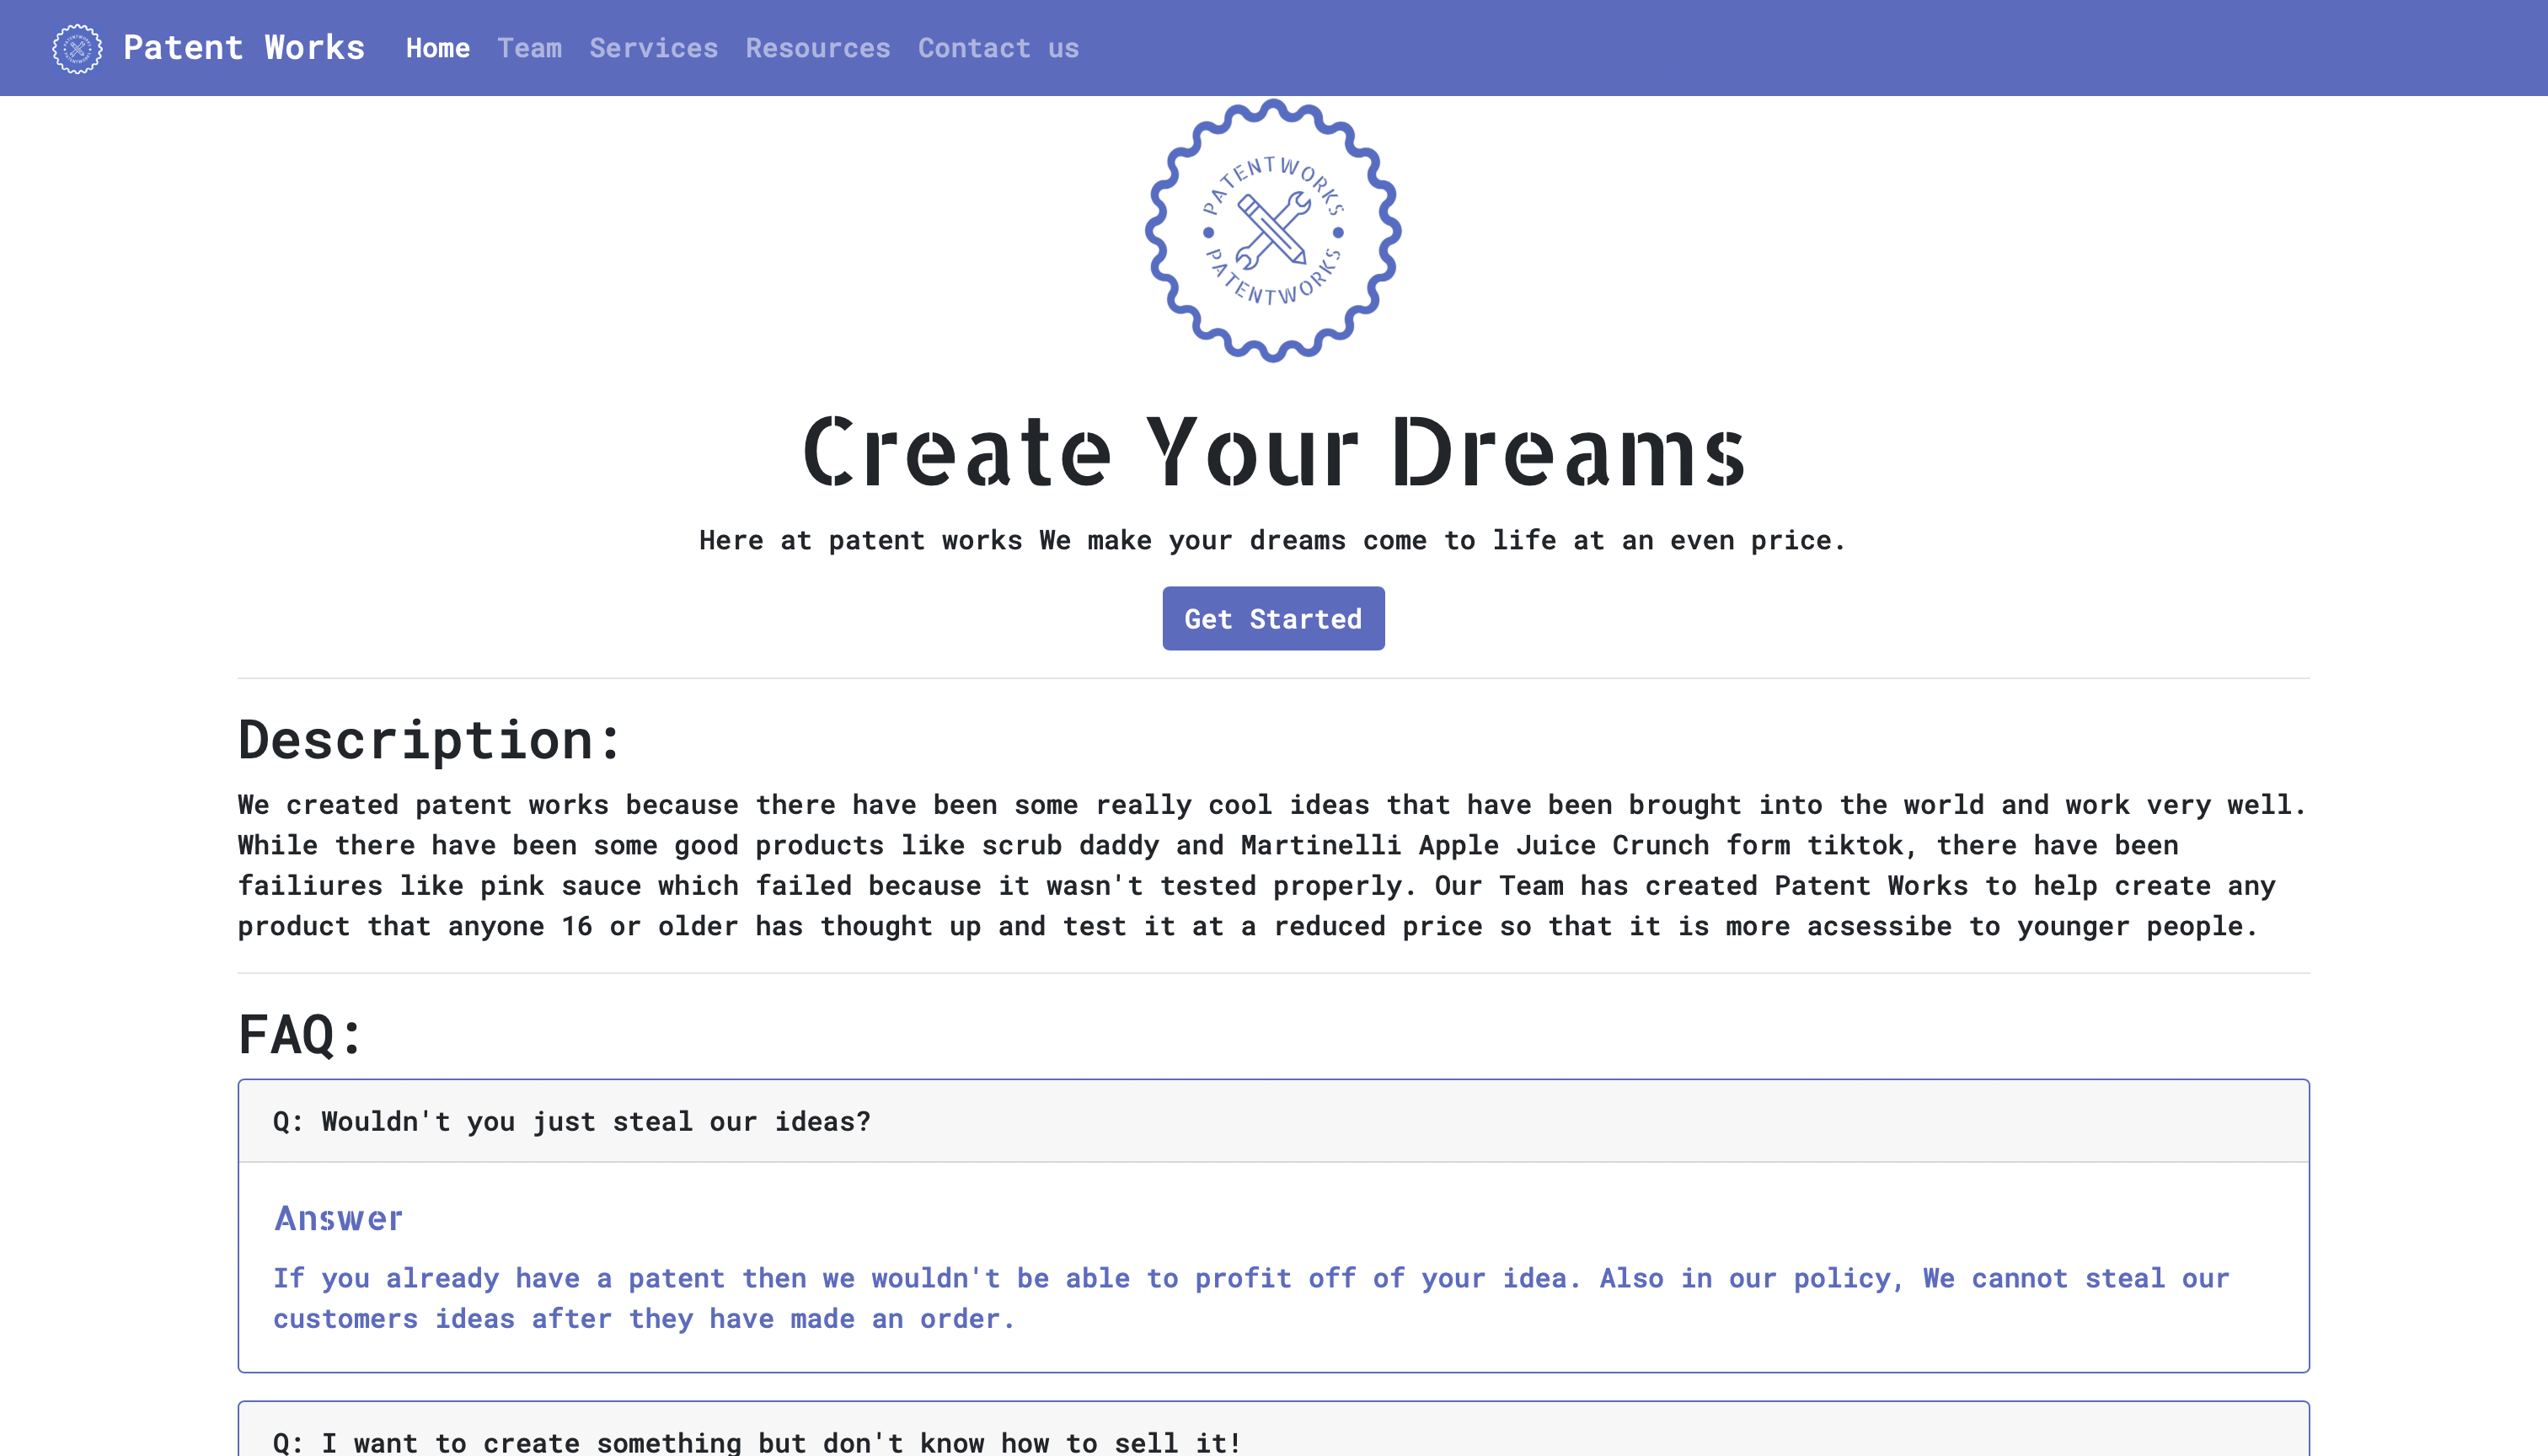 Patent Works Home Team Services Resources Contact us
PATENTWORKS
PATENTWORKS
Create Your Dreams
Here at patent works We make your dreams come to life at an even price.
Get Started
Description:
We created patent works because there have been some really cool ideas that have been brought into the world and work very well.
While there have been some good products like scrub daddy and Martinelli Apple Juice Crunch form tiktok, there have been
failiures like pink sauce which failed because it wasn't tested properly. Our Team has created Patent Works to help create any
product that anyone 16 or older has thought up and test it at a reduced price so that it is more acsessibe to younger people.
FAQ:
Q: Wouldn't you just steal our ideas?
Answer
If you already have a patent then we wouldn't be able to profit off of your idea. Also in our policy, We cannot steal our
customers ideas after they have made an order.
Q: I want to create something but don't know how to sell it!